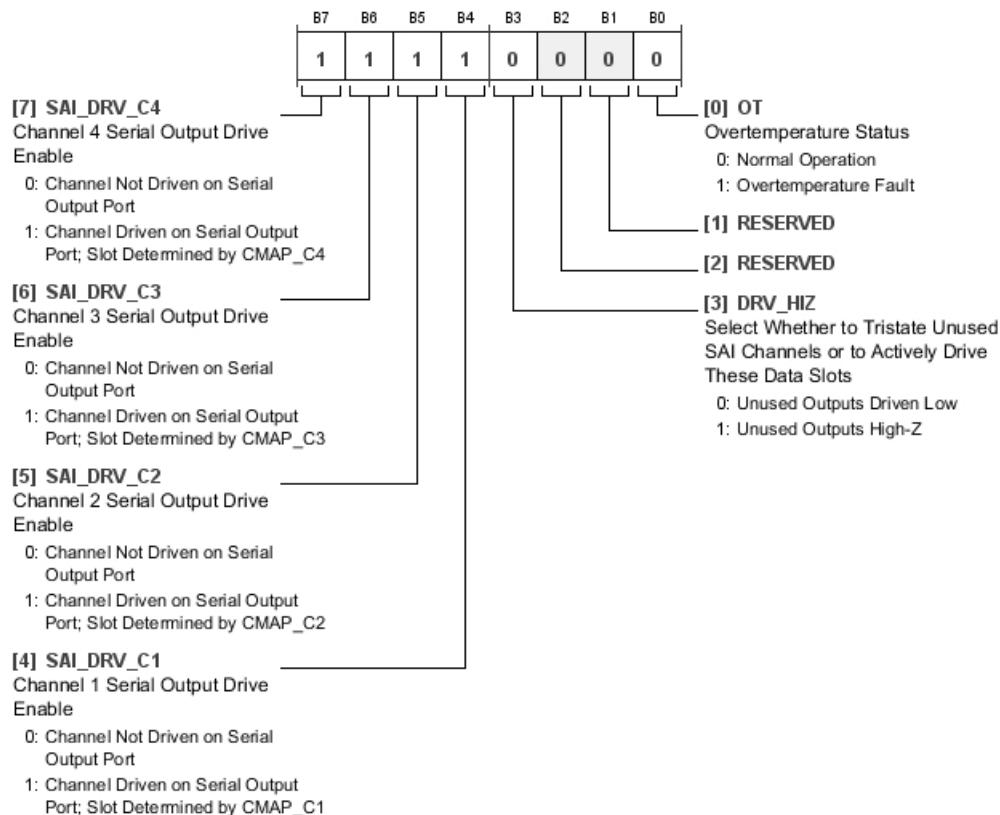 B7 B6 B5 B4 B3 B2 B1 B0
1 1 1 1 0 0 0 0
[7] SAI_DRV_C4
Channel 4 Serial Output Drive
Enable
0: Channel Not Driven on Serial
Output Port
1: Channel Driven on Serial Output
Port; Slot Determined by CMAP_C4
[6] SAI_DRV_C3
Channel 3 Serial Output Drive
Enable
0: Channel Not Driven on Serial
Output Port
1: Channel Driven on Serial Output
Port; Slot Determined by CMAP_C3
[5] SAI_DRV_C2
Channel 2 Serial Output Drive
Enable
0: Channel Not Driven on Serial
Output Port
1: Channel Driven on Serial Output
Port; Slot Determined by CMAP_C2
[4] SAI_DRV_C1
Channel 1 Serial Output Drive
Enable
0: Channel Not Driven on Serial
Output Port
1: Channel Driven on Serial Output
Port; Slot Determined by CMAP_C1
[0] OT
Overtemperature Status
0: Normal Operation
1: Overtemperature Fault
[1] RESERVED
[2] RESERVED
[3] DRV_HIZ
Select Whether to Tristate Unused
SAI Channels or to Actively Drive
These Data Slots
0: Unused Outputs Driven Low
1: Unused Outputs High-Z